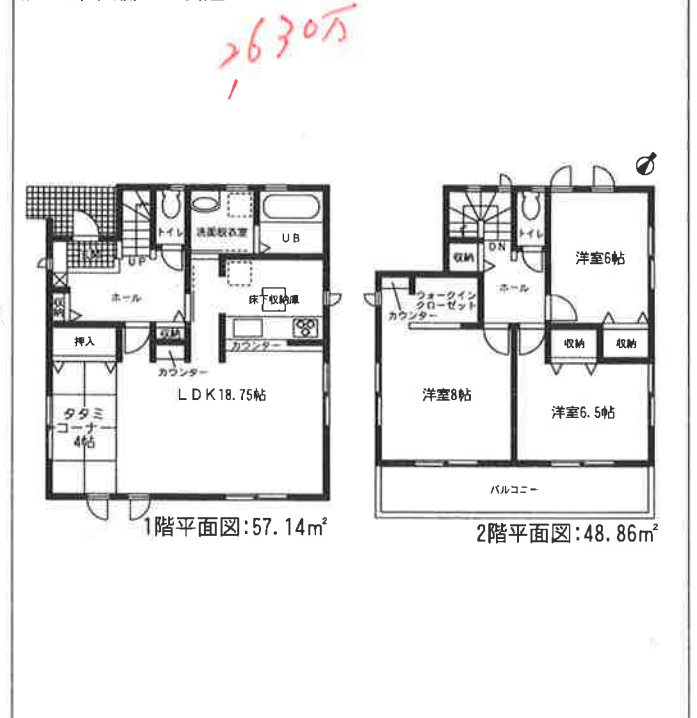 2630万
トイレ
洗面脱衣室
UB
UP
ホール
床下収納庫
収納
収納
押入
カウンター
カウンター
LDK18.75帖
タタミ
コーナー
4帖
1階平面図:57.14㎡
トイレ
DN
収納
ホール
洋室6帖
ウォークイン
クローゼット
カウンター
収納
収納
洋室8帖
洋室6.5帖
バルコニー
2階平面図:48.86㎡